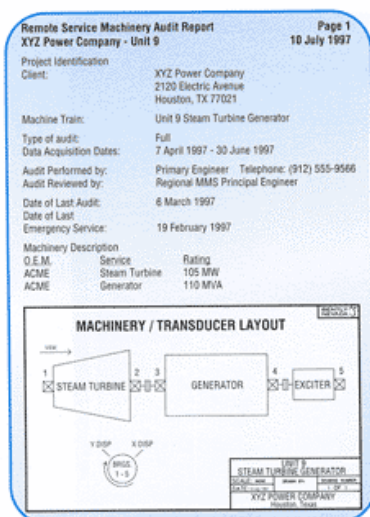 Remote Service Machinery Audit Report Page 1
XYZ Power Company - Unit 9 10 July 1997
Project Identification
Client: XYZ Power Company
2120 Electric Avenue
Houston, TX 77021
Machine Train: Unit 9 Steam Turbine Generator
Type of audit: Full
Data Acquisition Dates: 7 April 1997 - 30 June 1997
Audit Performed by: Primary Engineer Telephone: (912) 555-9566
Audit Reviewed by: Regional MMS Principal Engineer
Date of Last Audit: 6 March 1997
Date of Last
Emergency Service: 19 February 1997
Machinery Description
O.E.M. Service Rating
ACME Steam Turbine 105 MW
ACME Generator 110 MVA
MACHINERY / TRANSDUCER LAYOUT
VIEW
1 2 3 4 5
STEAM TURBINE GENERATOR EXCITER
Y DISP X DISP
BRGS.
1 - 5
UNIT 9
STEAM TURBINE GENERATOR
SCALE:
DATE:
1 OF 1
XYZ POWER COMPANY
Houston, Texas